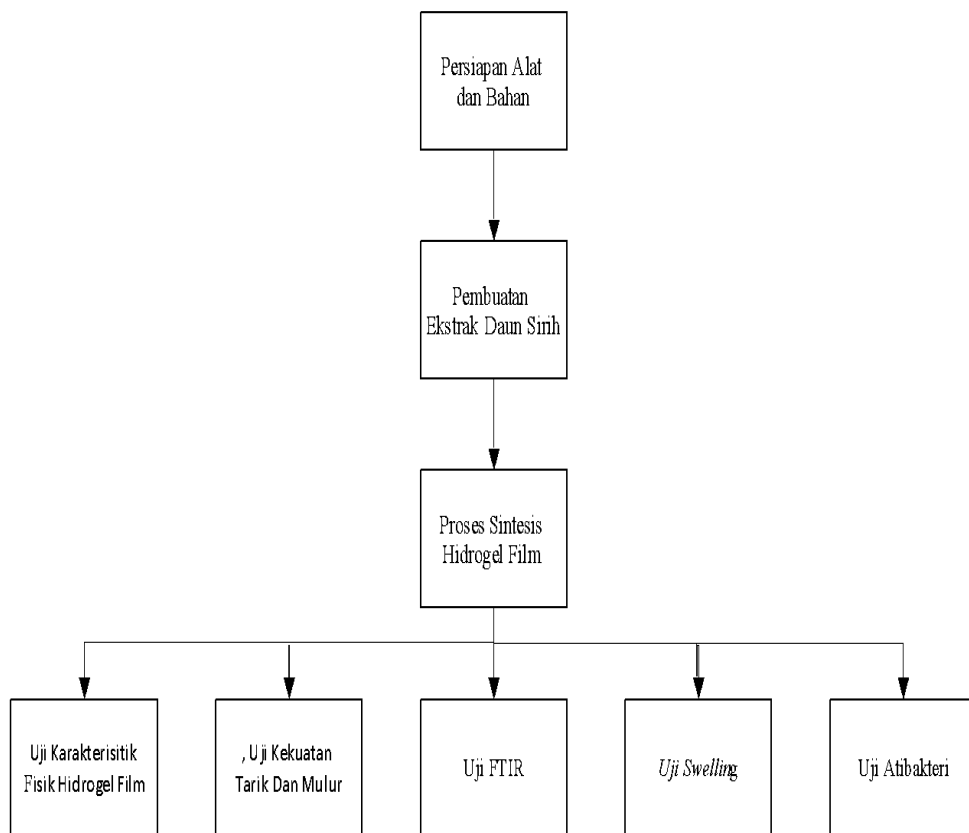 Persiapan Alat
dan Bahan
Pembuatan
Ekstrak Daun Sirih
Proses Sintesis
Hidrogel Film
Uji Karakterisitik
Fisik Hidrogel Film
, Uji Kekuatan
Tarik Dan Mulur
Uji FTIR
Uji Swelling
Uji Atibakteri